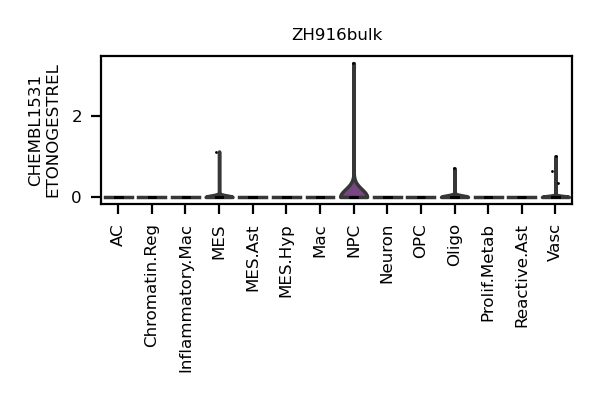 ZH916bulk
CHEMBL1531
ETONOGESTREL
2
0
AC
Chromatin.Reg
Inflammatory.Mac
MES
MES.Ast
MES.Hyp
Mac
NPC
Neuron
OPC
Oligo
Prolif.Metab
Reactive.Ast
Vasc